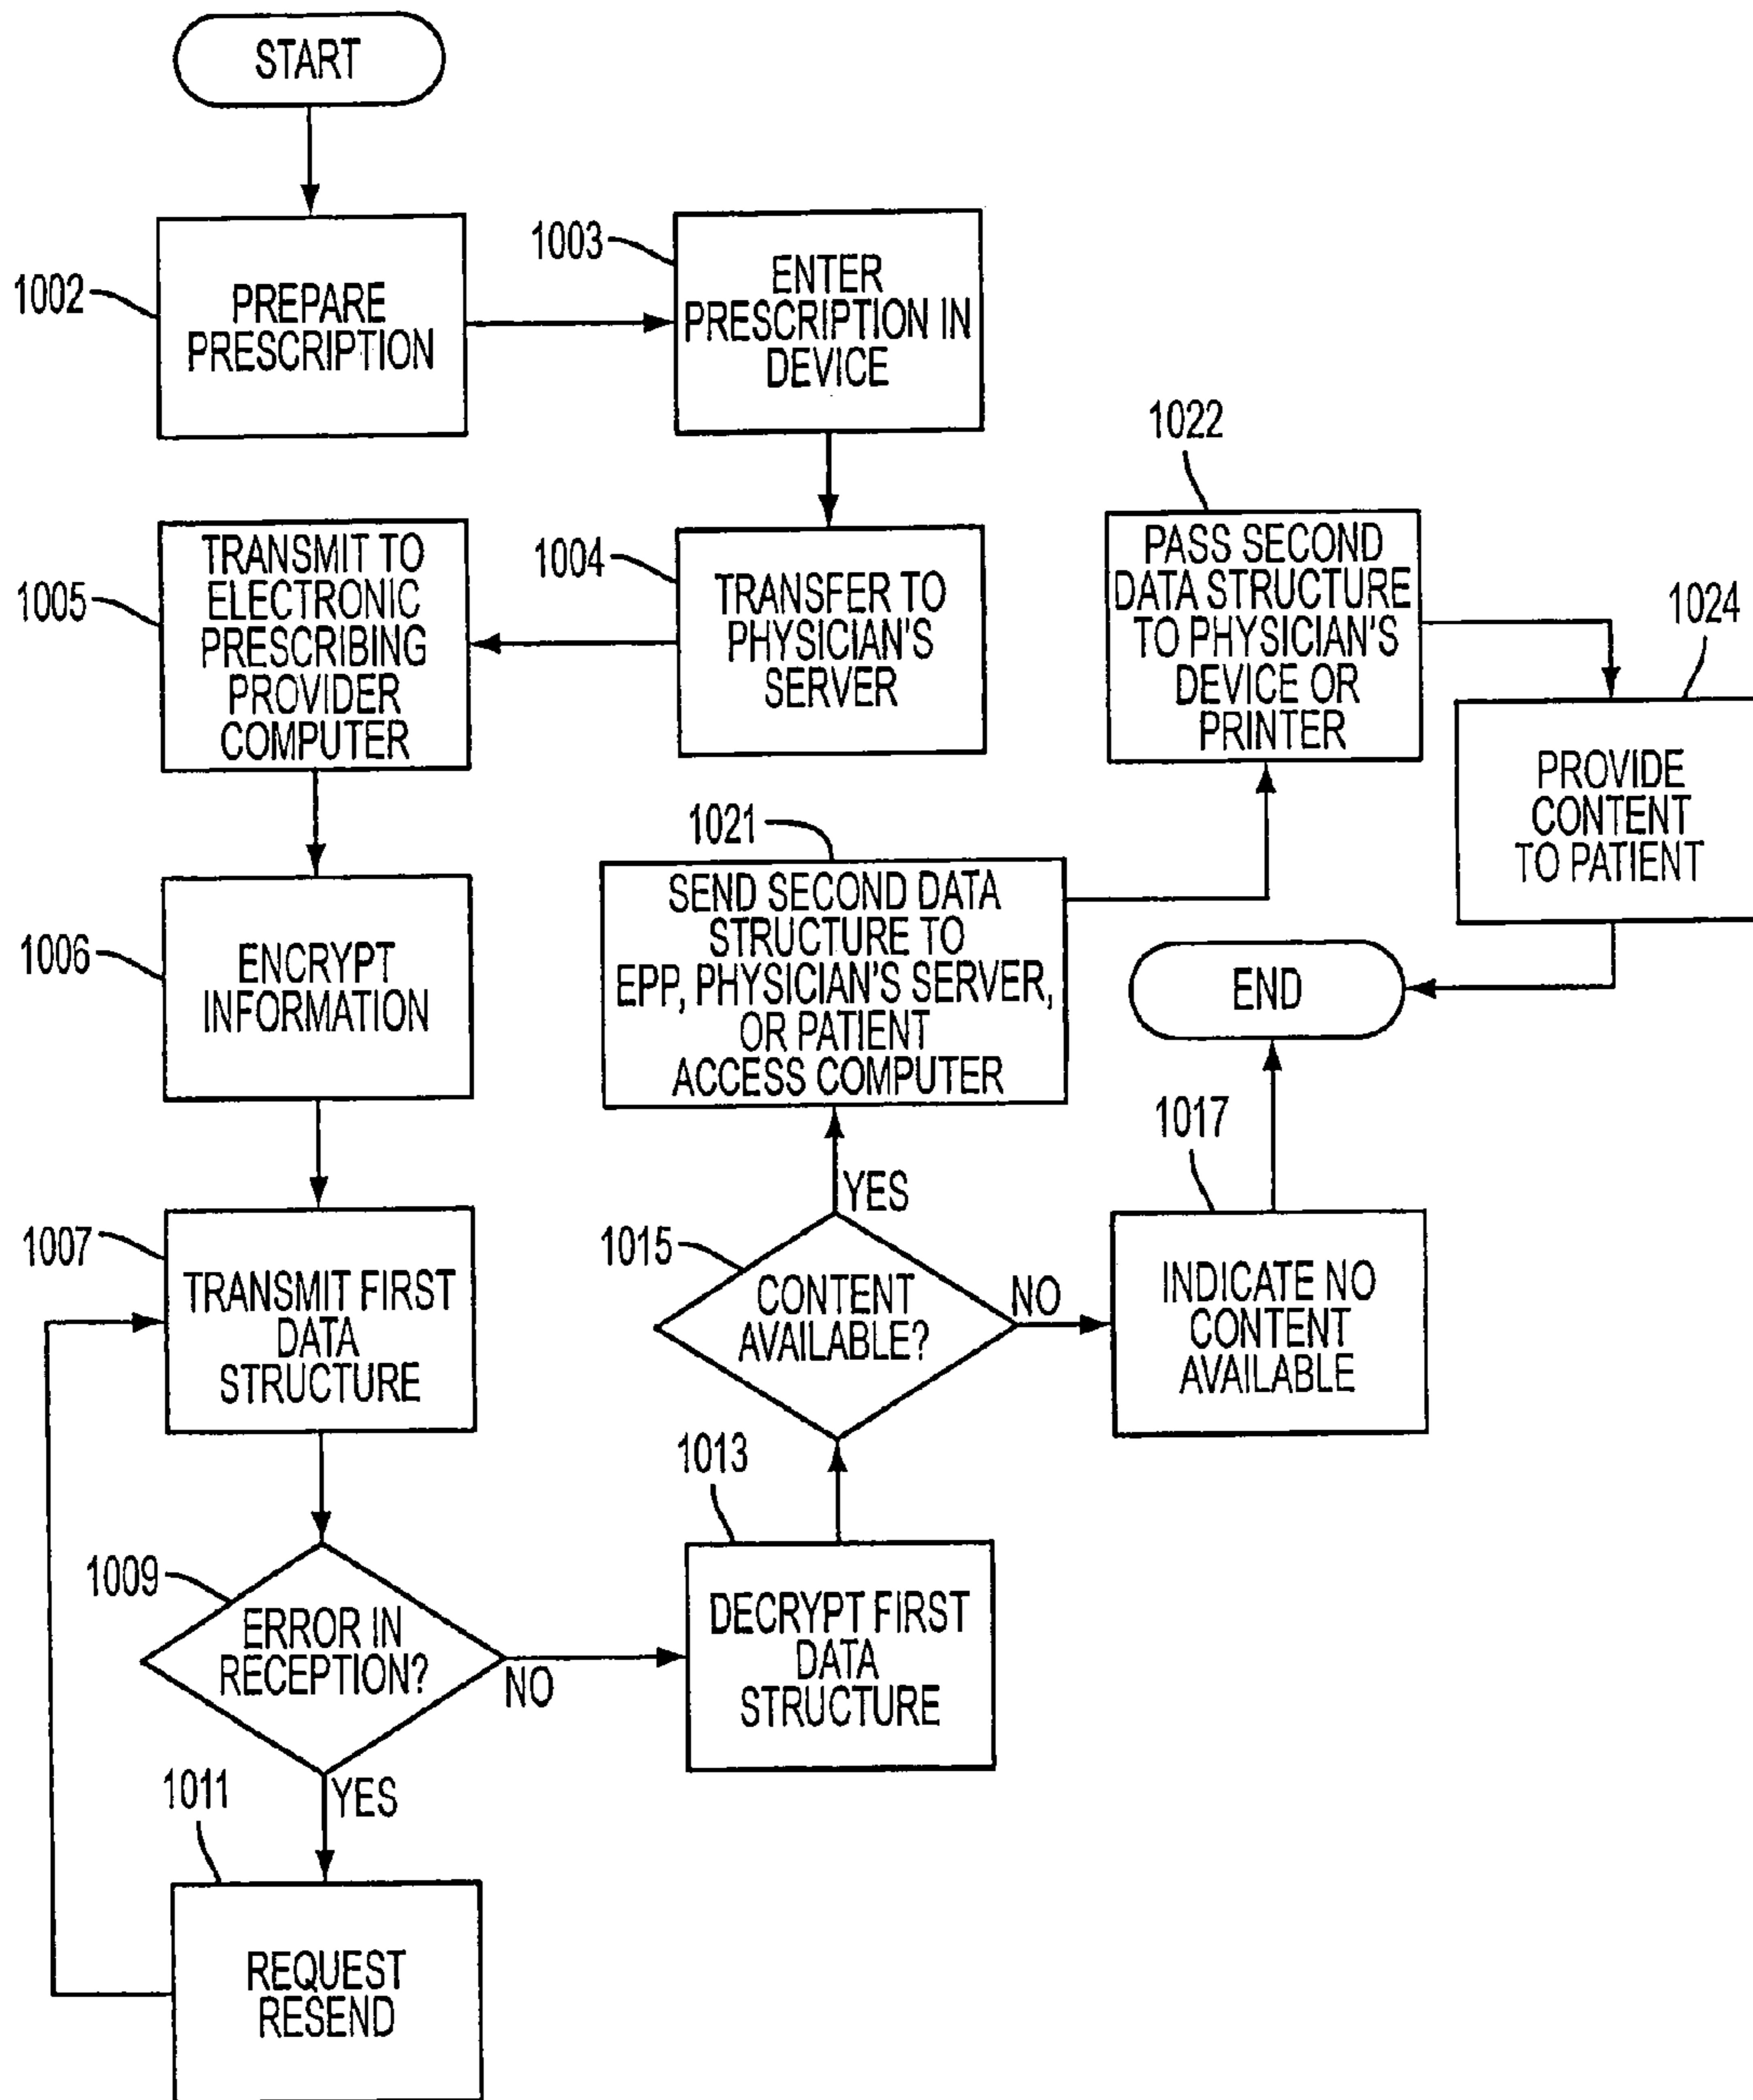 START
1002
PREPARE
PRESCRIPTION
1003
ENTER
PRESCRIPTION IN
DEVICE
1004
TRANSFER TO
PHYSICIAN'S
SERVER
1005
TRANSMIT TO
ELECTRONIC
PRESCRIBING
PROVIDER
COMPUTER
1006
ENCRYPT
INFORMATION
1007
TRANSMIT FIRST
DATA
STRUCTURE
1009
ERROR IN
RECEPTION?
NO
YES
1011
REQUEST
RESEND
1013
DECRYPT FIRST
DATA
STRUCTURE
1015
CONTENT
AVAILABLE?
YES
NO
1017
INDICATE NO
CONTENT
AVAILABLE
1021
SEND SECOND DATA
STRUCTURE TO
EPP, PHYSICIAN'S SERVER,
OR PATIENT
ACCESS COMPUTER
1022
PASS SECOND
DATA STRUCTURE
TO PHYSICIAN'S
DEVICE OR
PRINTER
1024
PROVIDE
CONTENT
TO PATIENT
END